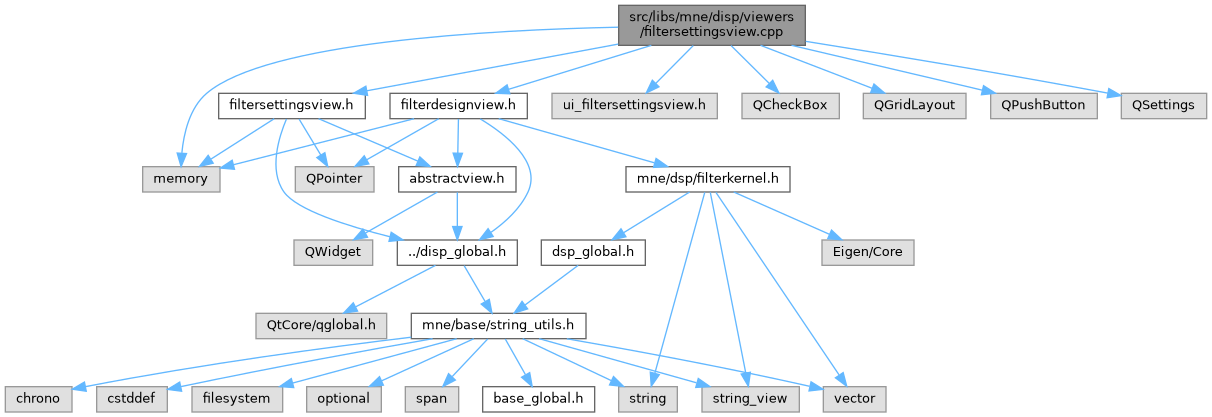 src/libs/mne/disp/viewers
/filtersettingsview.cpp
filtersettingsview.h
filterdesignview.h
ui_filtersettingsview.h
QCheckBox
QGridLayout
QPushButton
QSettings
memory
QPointer
abstractview.h
mne/dsp/filterkernel.h
QWidget
../disp_global.h
dsp_global.h
Eigen/Core
QtCore/qglobal.h
mne/base/string_utils.h
chrono
cstddef
filesystem
optional
span
base_global.h
string
string_view
vector